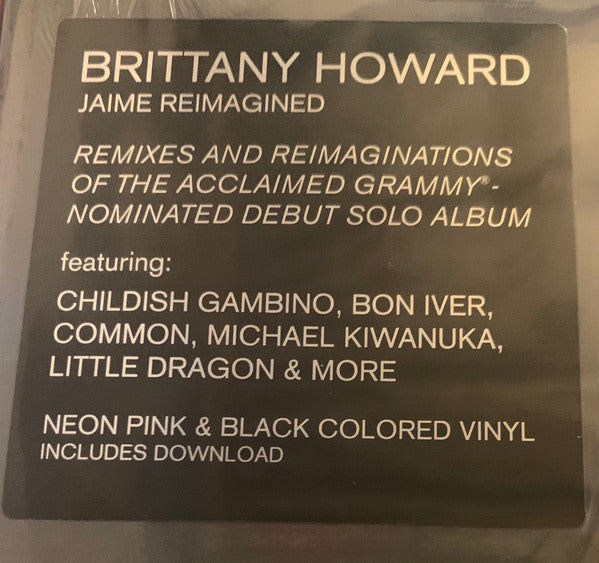 BRITTANY HOWARD
JAIME REIMAGINED
REMIXES AND REIMAGINATIONS
OF THE ACCLAIMED GRAMMY®-
NOMINATED DEBUT SOLO ALBUM
featuring:
CHILDISH GAMBINO, BON IVER,
COMMON, MICHAEL KIWANUKA,
LITTLE DRAGON & MORE
NEON PINK & BLACK COLORED VINYL
INCLUDES DOWNLOAD